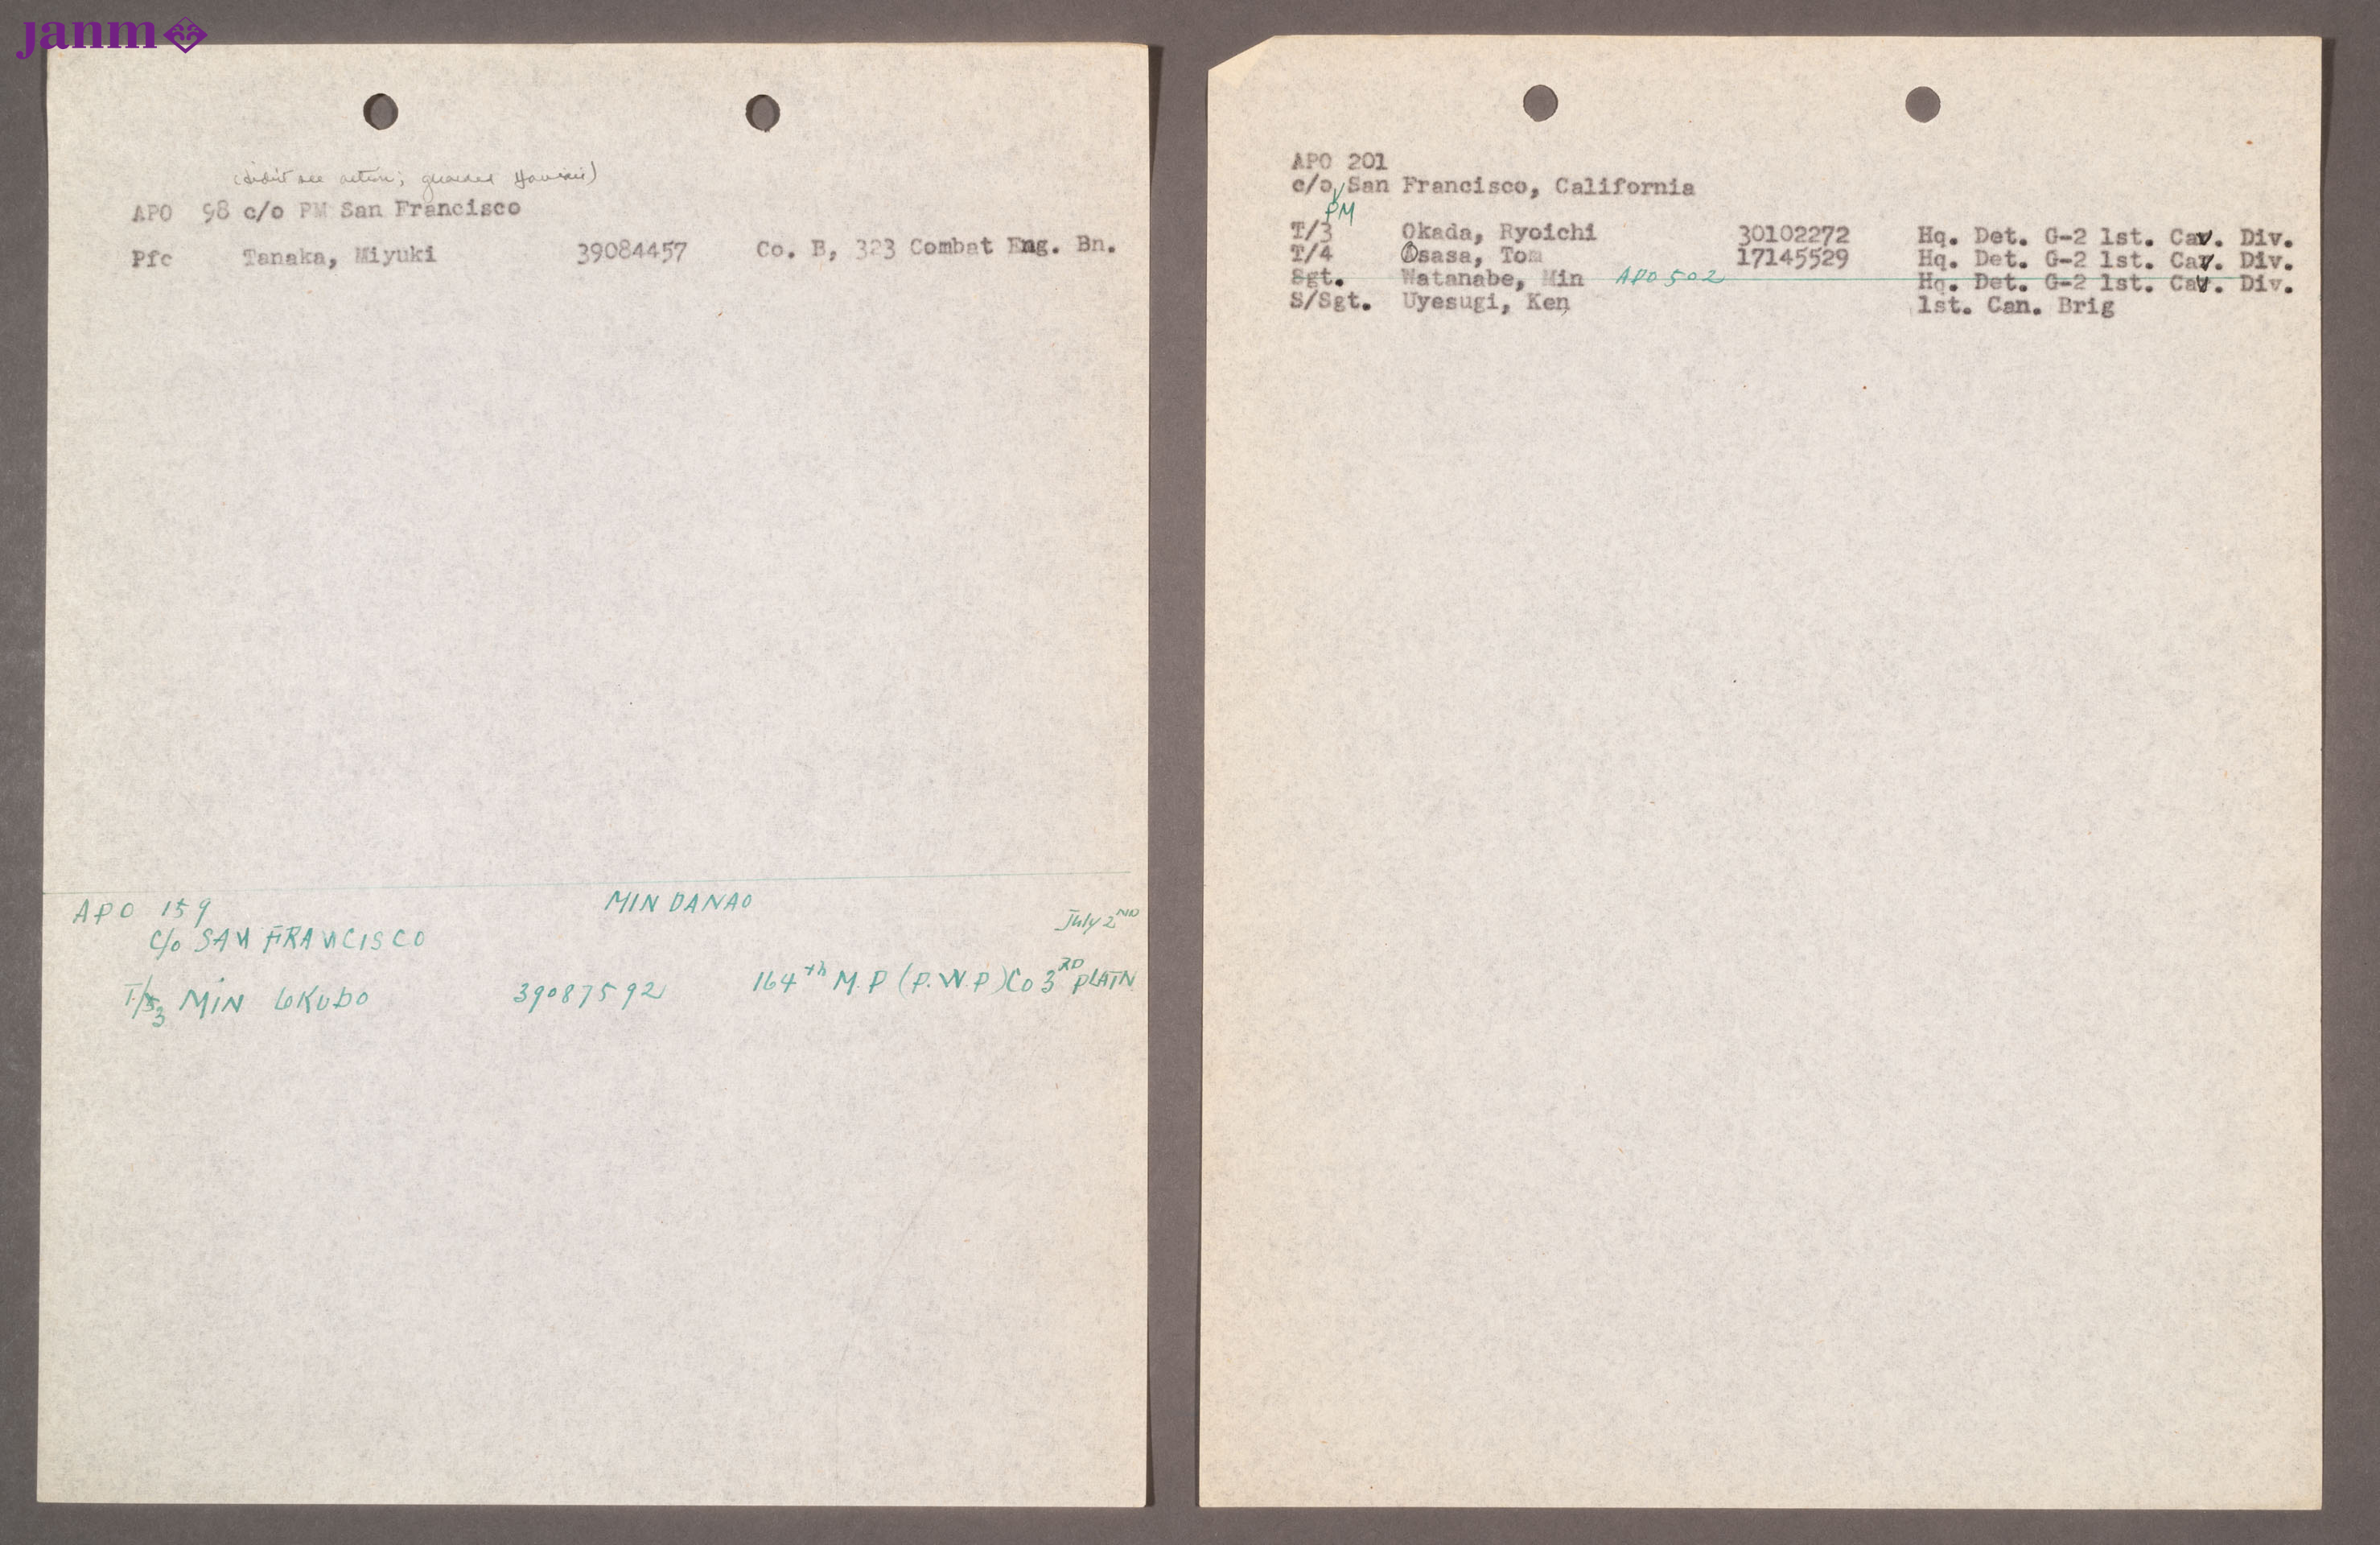 janm
(didn't see action; guarded Hawaii)
APO 98 c/o PM San Francisco
Pfc Tanaka, Miyuki 39084457 Co. B, 323 Combat Eng. Bn.
APO 159 MINDANAO
July 2ND
c/o SAN FRANCISCO
T/5 3 MIN 39087592 164th M.P (P.W.P) Co 3RD PLATN
APO 201
c/o San Francisco, California
PM
T/3 Okada, Ryoichi 30102272 Hq. Det. G-2 1st. Cav. Div.
T/4 Osasa, Tom 17145529 Hq. Det. G-2 1st. Cav. Div.
Sgt. Watanabe, Min APO 502 Hq. Det. G-2 1st. Cav. Div.
S/Sgt. Uyesugi, Ken 1st. Can. Brig